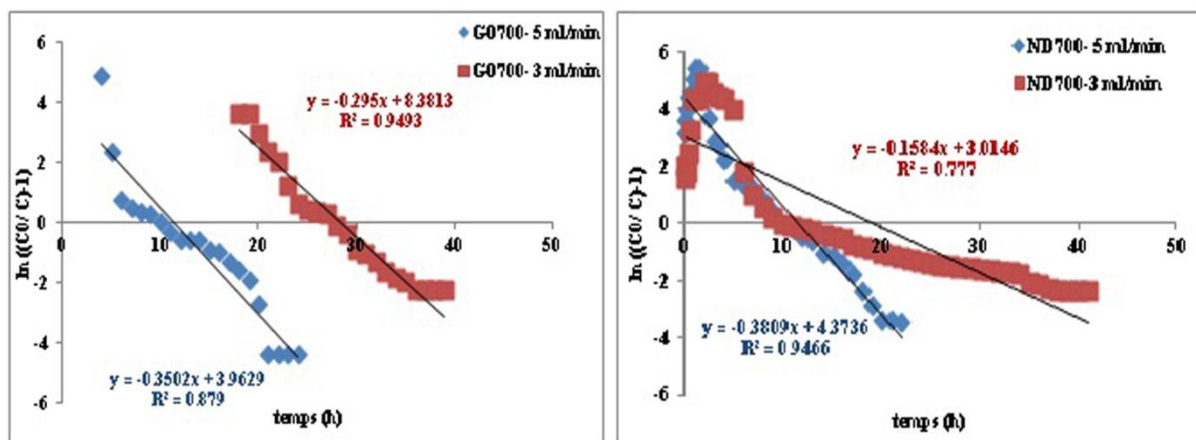 GO700- 5 ml/min
GO700- 3 ml/min
y = -0.295x + 8.3813
R² = 0.9493
y = -0.3502x + 3.9629
R² = 0.879
ln ((C0/ C)-1)
6
4
2
0
-2
-4
-6
0
10
20
30
40
50
temps (h)
ND700- 5 ml/min
ND700-3 ml/min
y = -0.1584x + 3.0146
R² = 0.777
y = -0.3809x + 4.3736
R² = 0.9466
ln ((C0/ C)-1)
6
4
2
0
-2
-4
-6
0
10
20
30
40
50
temps (h)